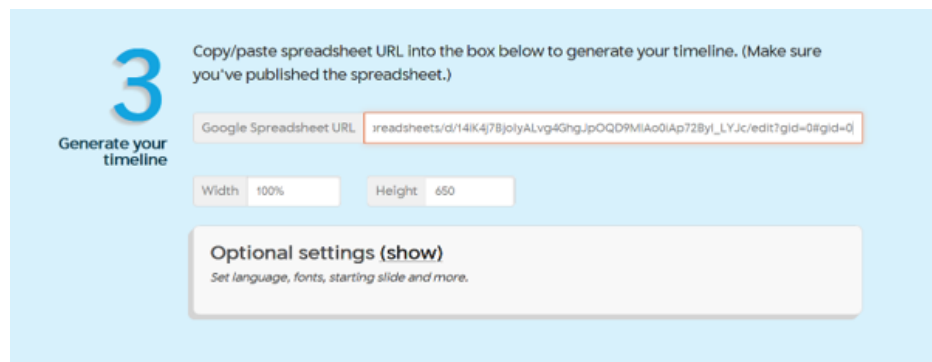 3
Generate your
timeline
Copy/paste spreadsheet URL into the box below to generate your timeline. (Make sure
you've published the spreadsheet.)
Google Spreadsheet URL
Width 100% Height 650
Optional settings (show)
Set language, fonts, starting slide and more.